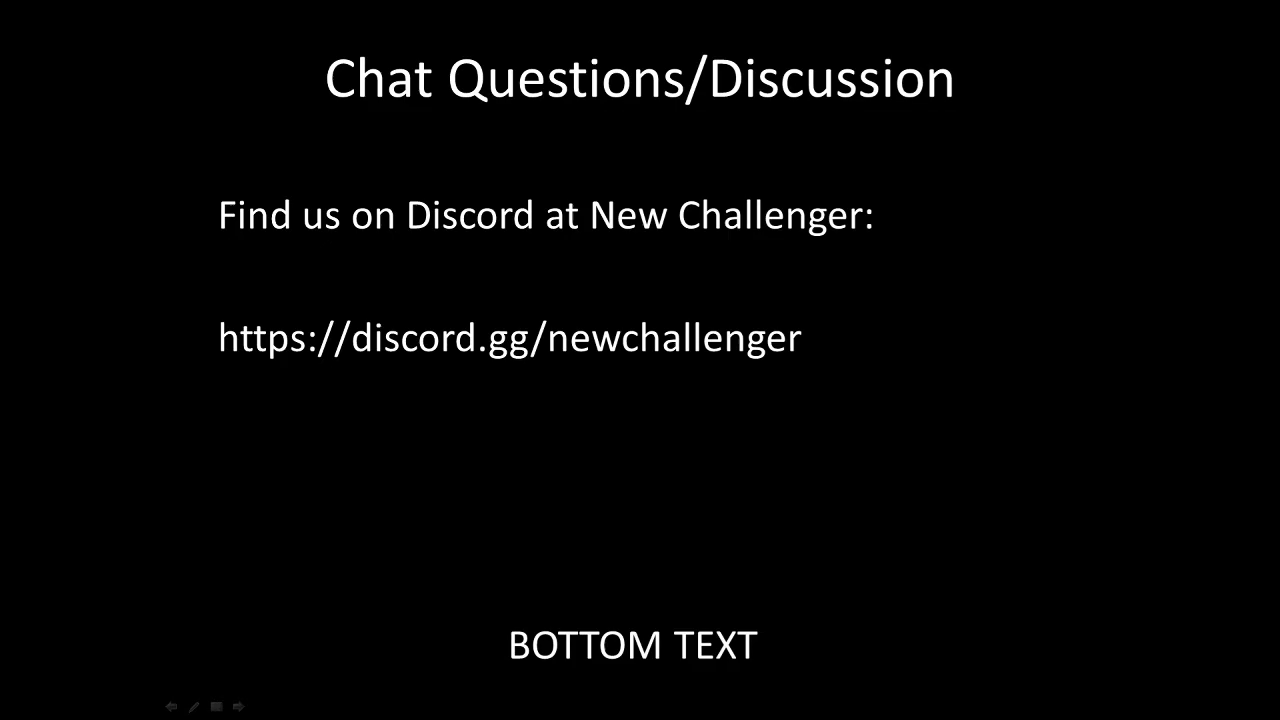 Chat Questions/Discussion
Find us on Discord at New Challenger:
https://discord.gg/newchallenger
BOTTOM TEXT